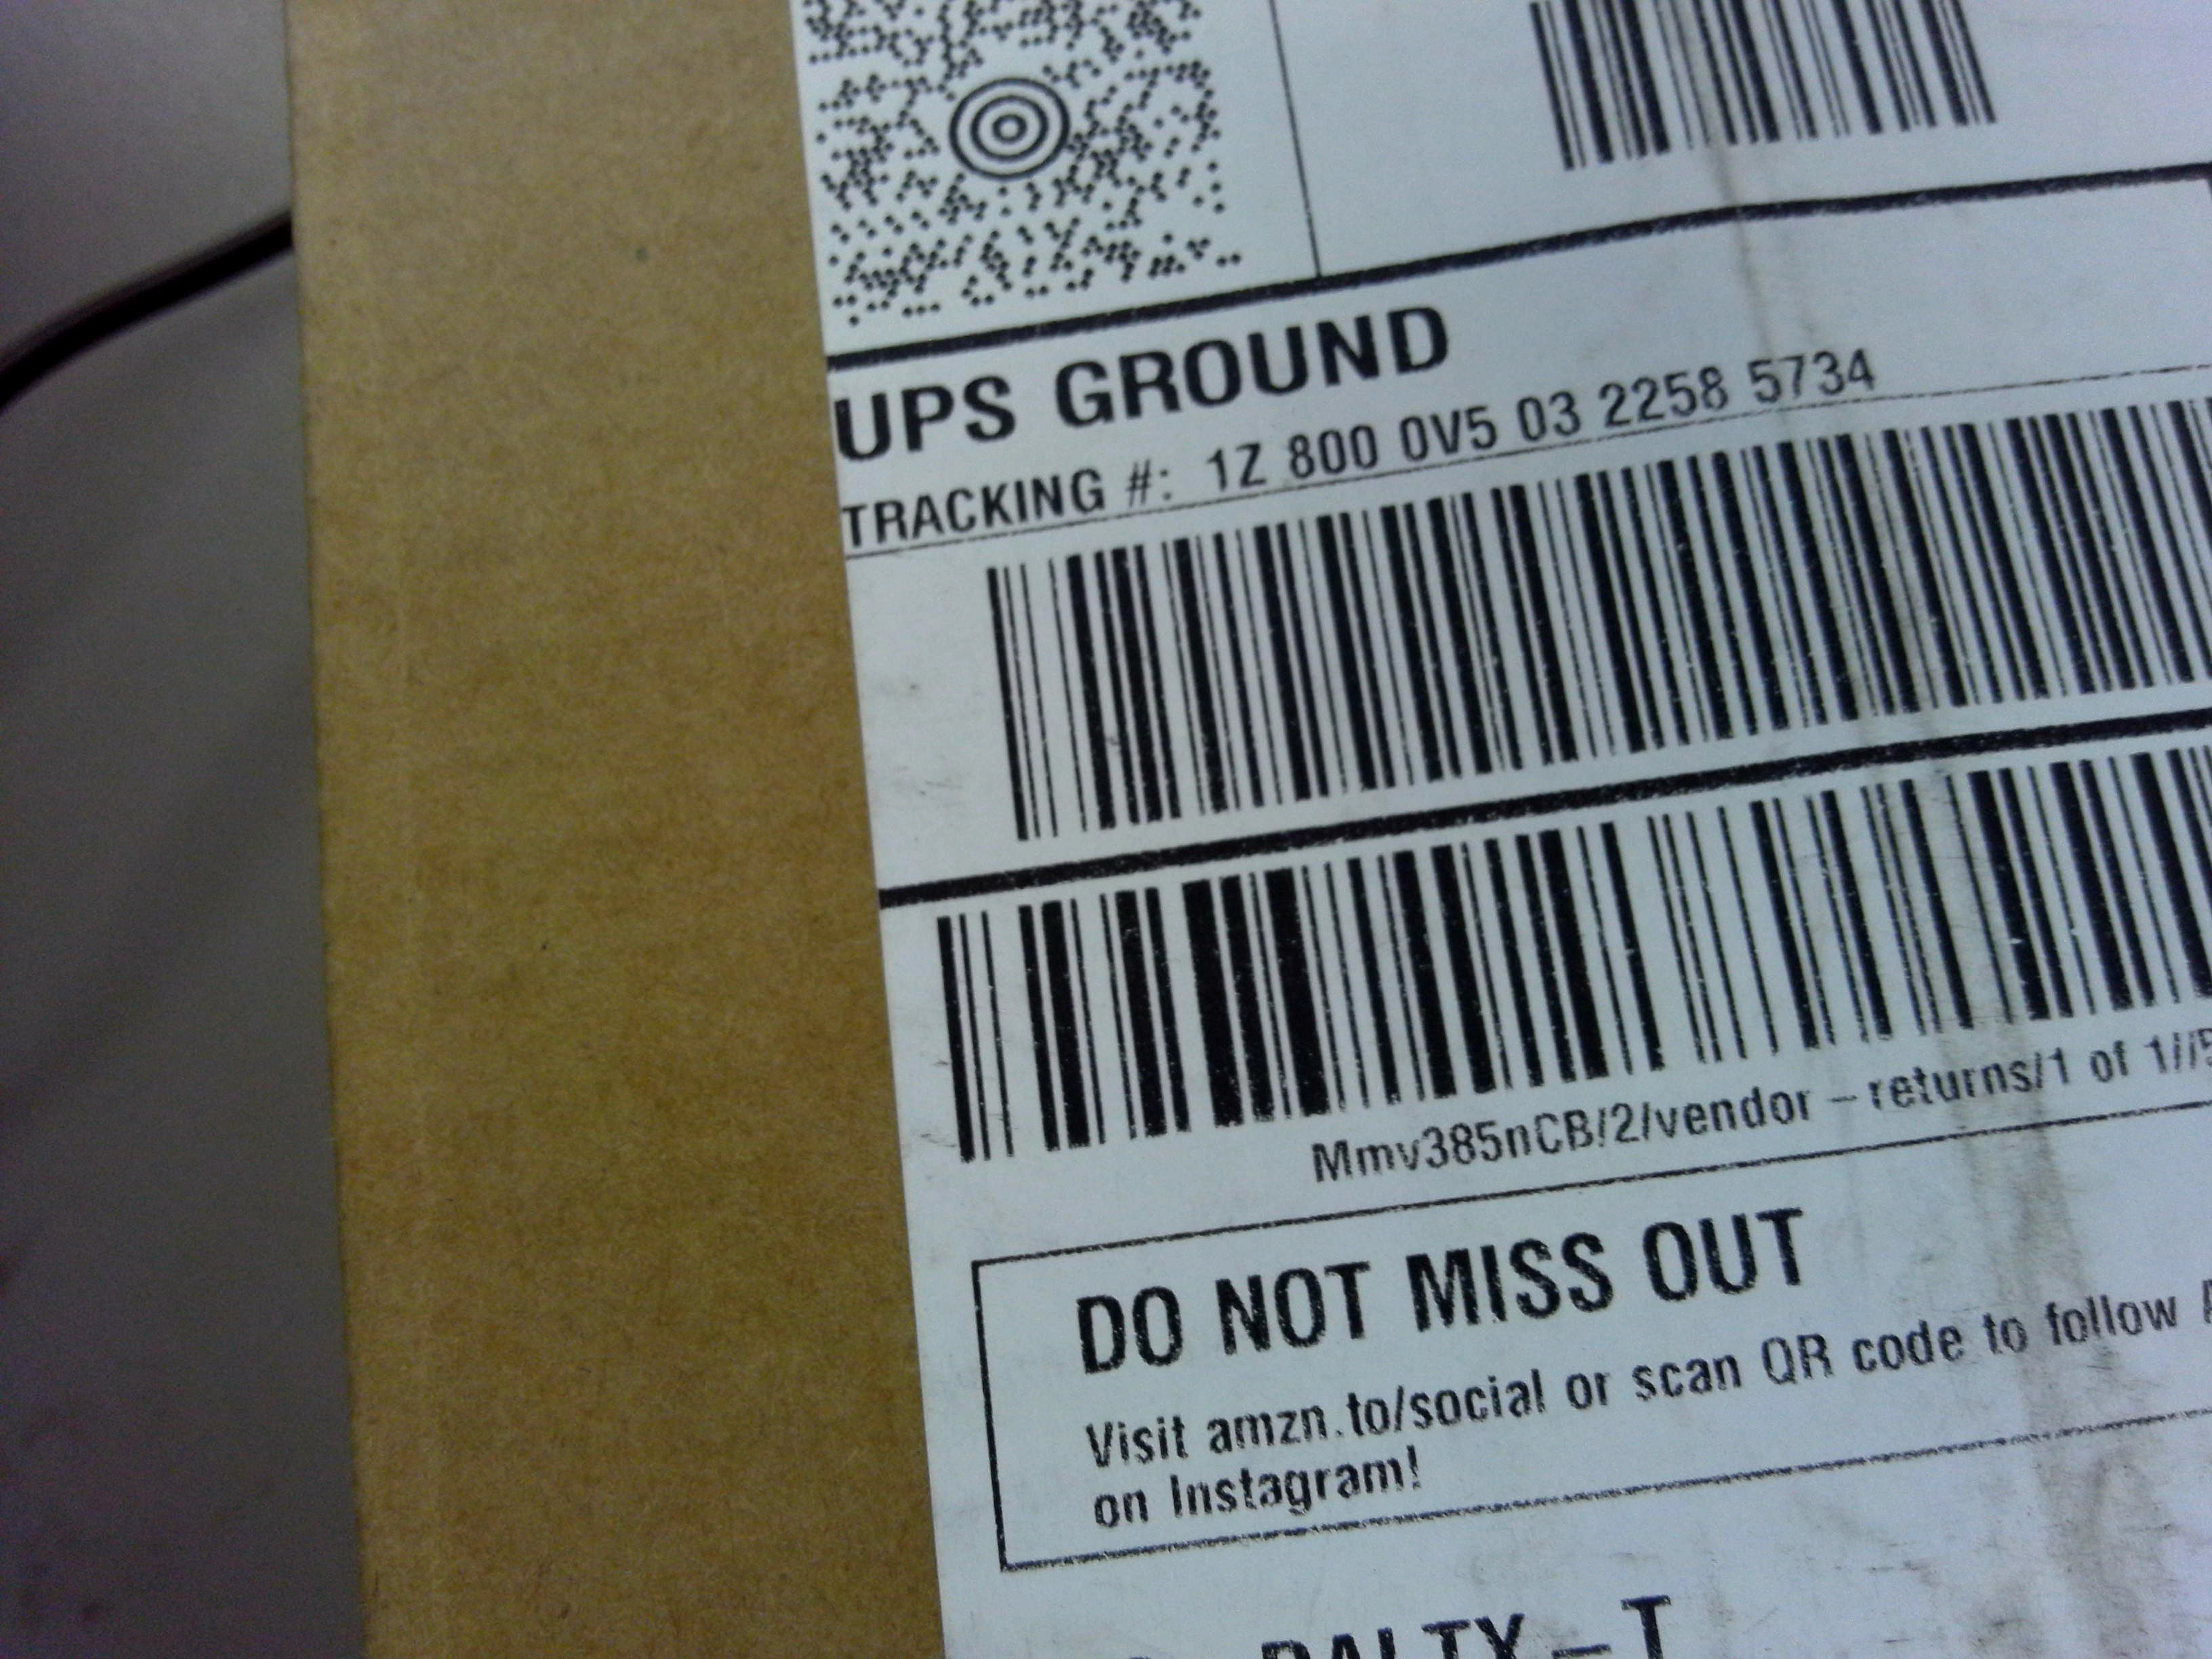 UPS GROUND
TRACKING #: 1Z 800 0V5 03 2258 5734
Mmv385nCB/2/vendor - returns/1 of 1//
DO NOT MISS OUT
Visit amzn.to/social or scan QR code to follow
on Instagram!
DALTX - T